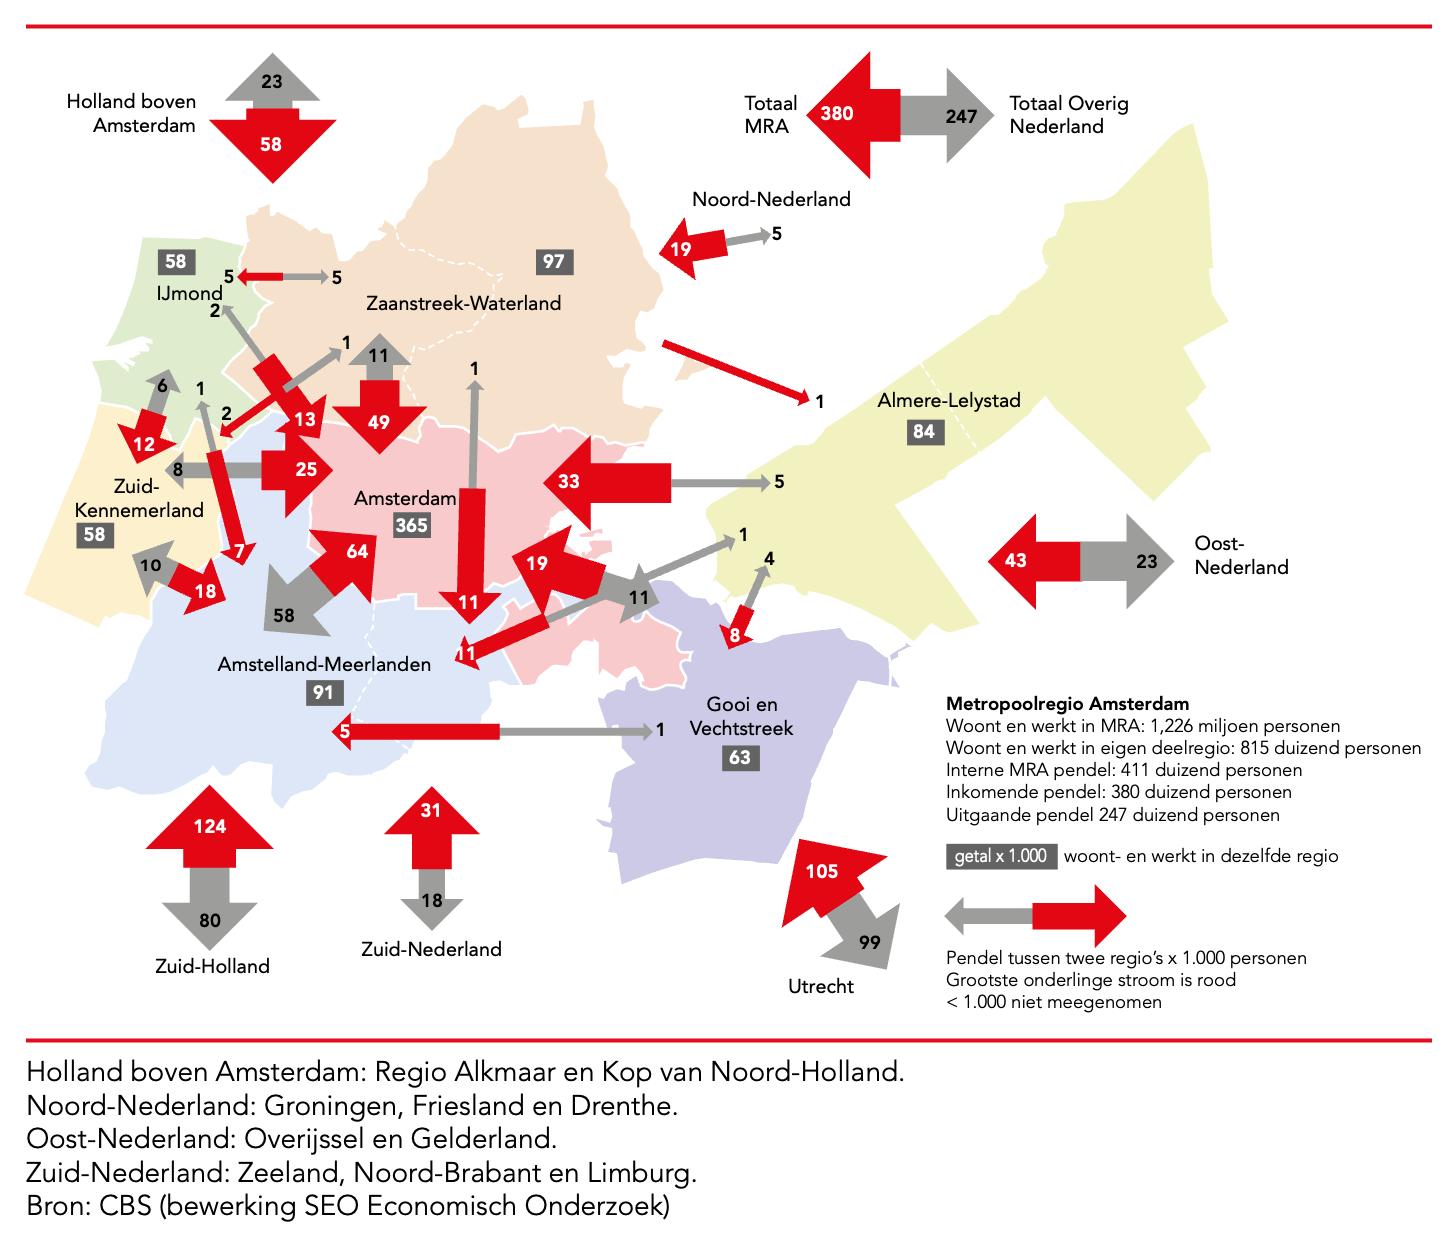 Holland boven
Amsterdam
23
58
Totaal
MRA
380
247
Totaal Overig
Nederland
Noord-Nederland
19
5
58
IJmond
5
5
2
97
Zaanstreek-Waterland
1
11
49
1
6
1
2
13
12
1
Almere-Lelystad
84
8
25
Zuid-
Kennemerland
58
Amsterdam
365
33
5
7
10
18
64
58
11
19
11
1
4
8
11
43
23
Oost-
Nederland
Amstelland-Meerlanden
91
5
1
Gooi en
Vechtstreek
63
Metropoolregio Amsterdam
Woont en werkt in MRA: 1,226 miljoen personen
Woont en werkt in eigen deelregio: 815 duizend personen
Interne MRA pendel: 411 duizend personen
Inkomende pendel: 380 duizend personen
Uitgaande pendel 247 duizend personen
getal x 1.000 woont- en werkt in dezelfde regio
Pendel tussen twee regio's x 1.000 personen
Grootste onderlinge stroom is rood
< 1.000 niet meegenomen
124
80
Zuid-Holland
31
18
Zuid-Nederland
105
99
Utrecht
Holland boven Amsterdam: Regio Alkmaar en Kop van Noord-Holland.
Noord-Nederland: Groningen, Friesland en Drenthe.
Oost-Nederland: Overijssel en Gelderland.
Zuid-Nederland: Zeeland, Noord-Brabant en Limburg.
Bron: CBS (bewerking SEO Economisch Onderzoek)